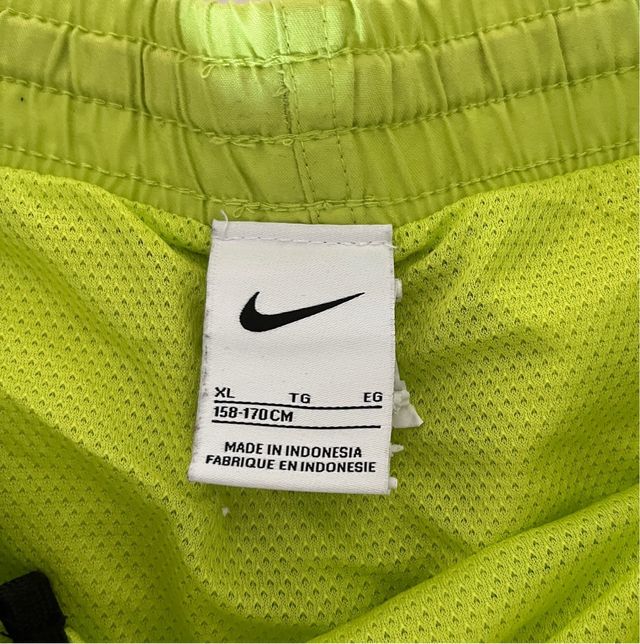 XL TG EG
158-170CM
MADE IN INDONESIA
FABRIQUE EN INDONESIE